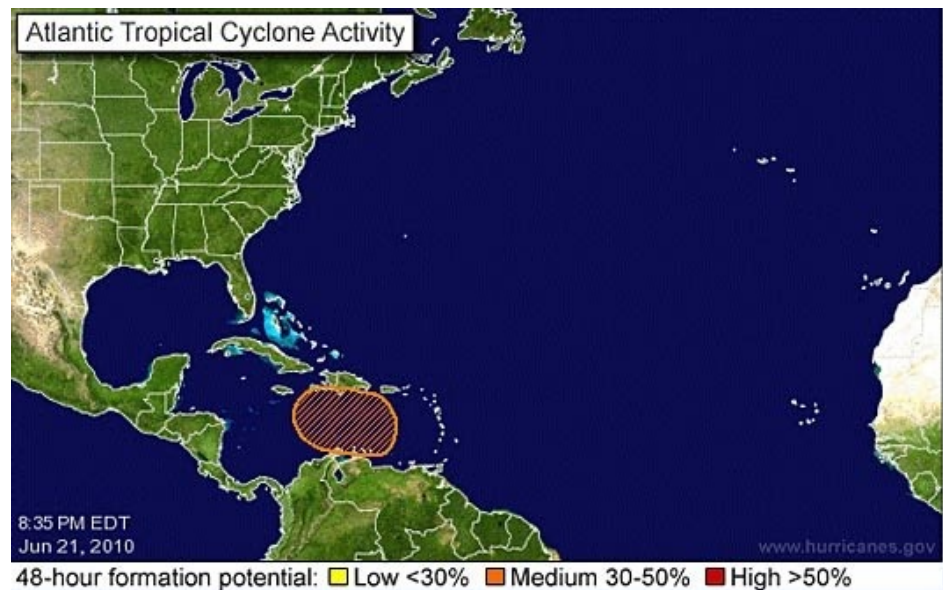 Atlantic Tropical Cyclone Activity
8:35 PM EDT
Jun 21, 2010
www.hurricanes.gov
48-hour formation potential: Low <30% Medium 30-50% High >50%